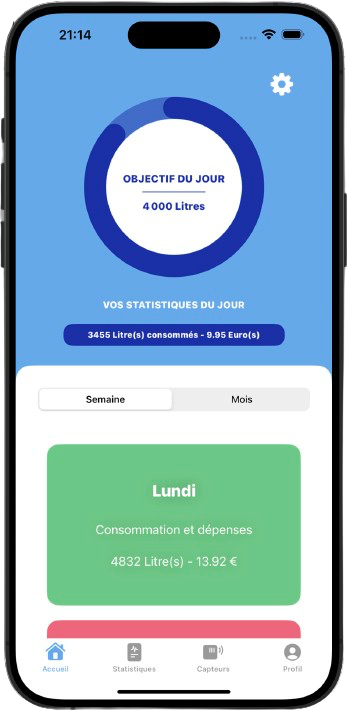 21:14
OBJECTIF DU JOUR
4 000 Litres
VOS STATISTIQUES DU JOUR
3455 Litre(s) consommés - 9.95 Euro(s)
Semaine Mois
Lundi
Consommation et dépenses
4832 Litre(s) - 13.92 €
Accueil Statistiques Capteurs Profil